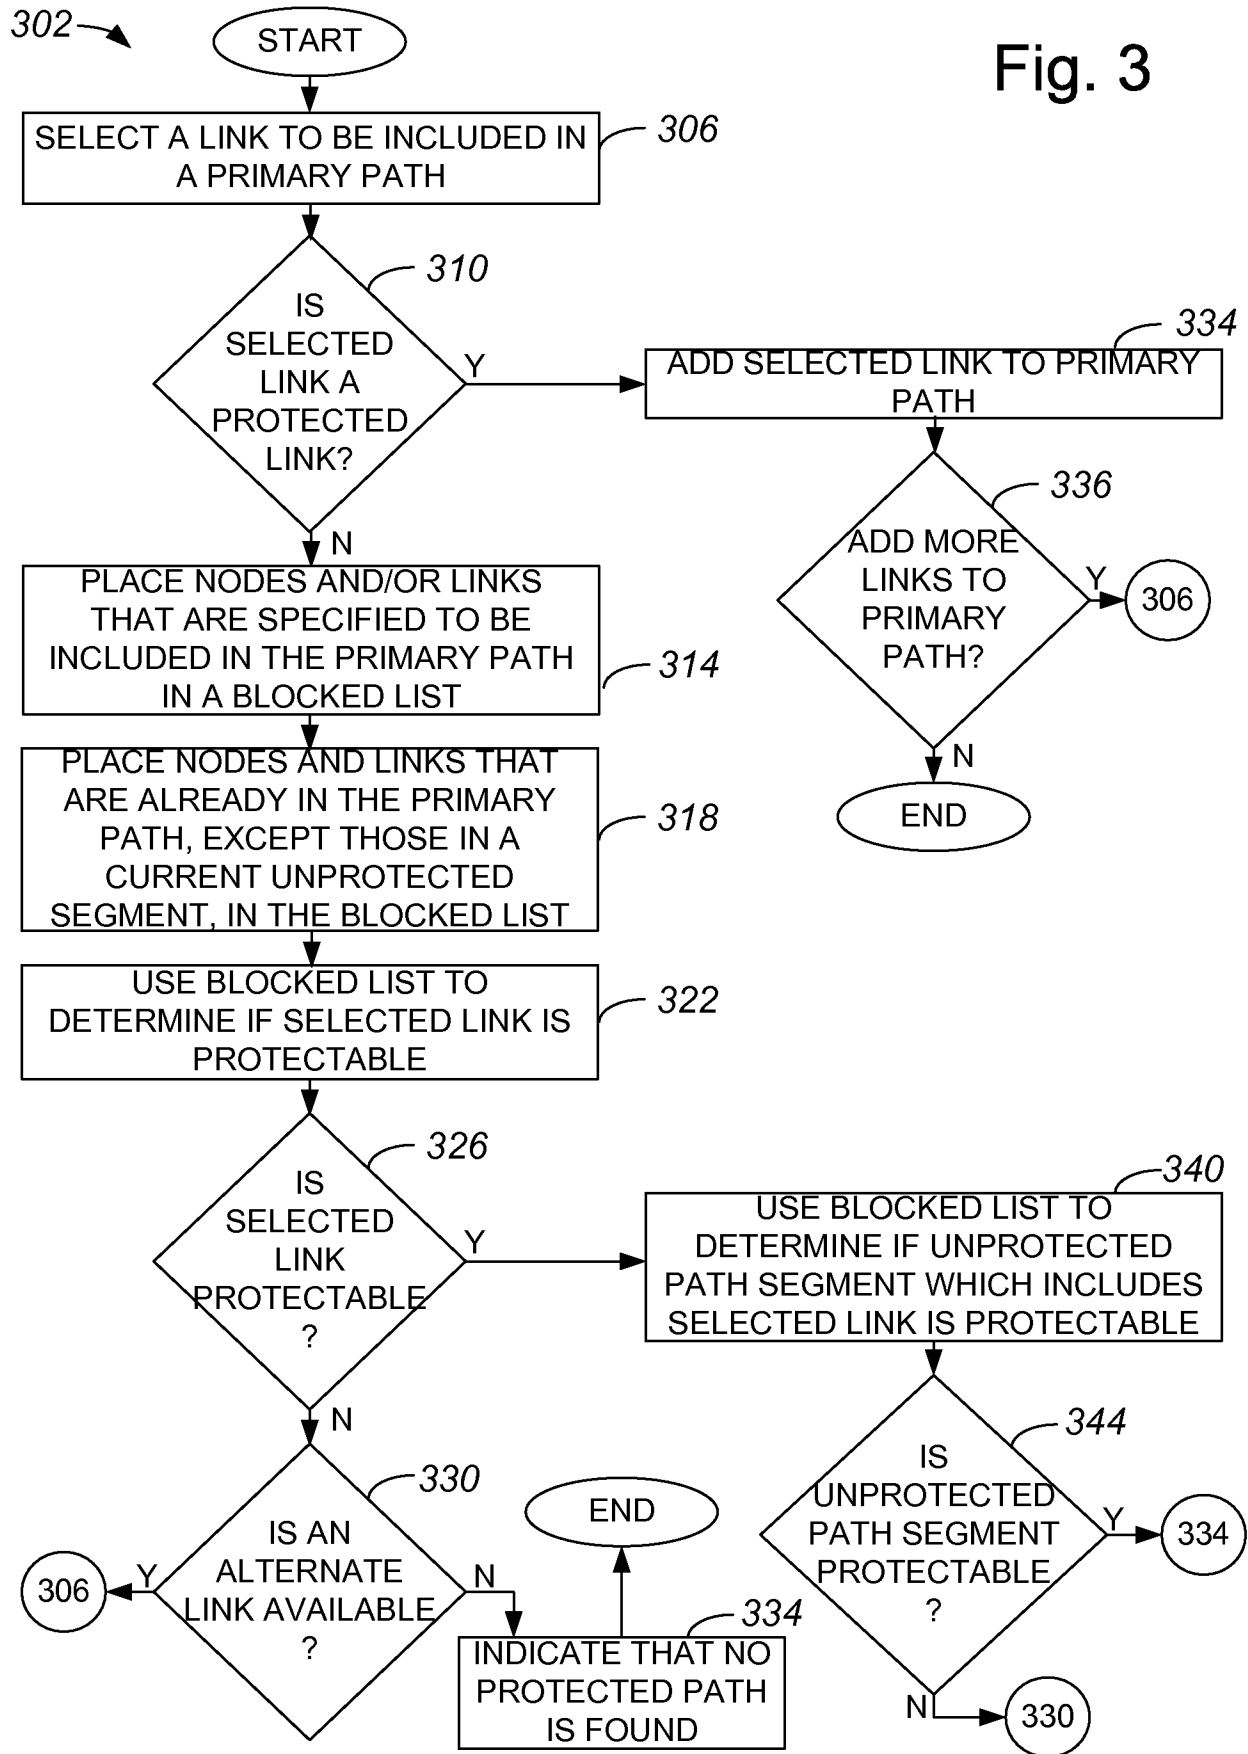 302
START
Fig. 3
SELECT A LINK TO BE INCLUDED IN
A PRIMARY PATH
306
310
IS
SELECTED
LINK A
PROTECTED
LINK?
Y
334
ADD SELECTED LINK TO PRIMARY
PATH
336
ADD MORE
LINKS TO
PRIMARY
PATH?
Y
306
N
END
N
PLACE NODES AND/OR LINKS
THAT ARE SPECIFIED TO BE
INCLUDED IN THE PRIMARY PATH
IN A BLOCKED LIST
314
PLACE NODES AND LINKS THAT
ARE ALREADY IN THE PRIMARY
PATH, EXCEPT THOSE IN A
CURRENT UNPROTECTED
SEGMENT, IN THE BLOCKED LIST
318
USE BLOCKED LIST TO
DETERMINE IF SELECTED LINK IS
PROTECTABLE
322
326
IS
SELECTED
LINK
PROTECTABLE
?
Y
340
USE BLOCKED LIST TO
DETERMINE IF UNPROTECTED
PATH SEGMENT WHICH INCLUDES
SELECTED LINK IS PROTECTABLE
344
IS
UNPROTECTED
PATH SEGMENT
PROTECTABLE
?
Y
334
N
330
N
330
IS AN
ALTERNATE
LINK AVAILABLE
?
Y
306
N
334
INDICATE THAT NO
PROTECTED PATH
IS FOUND
END